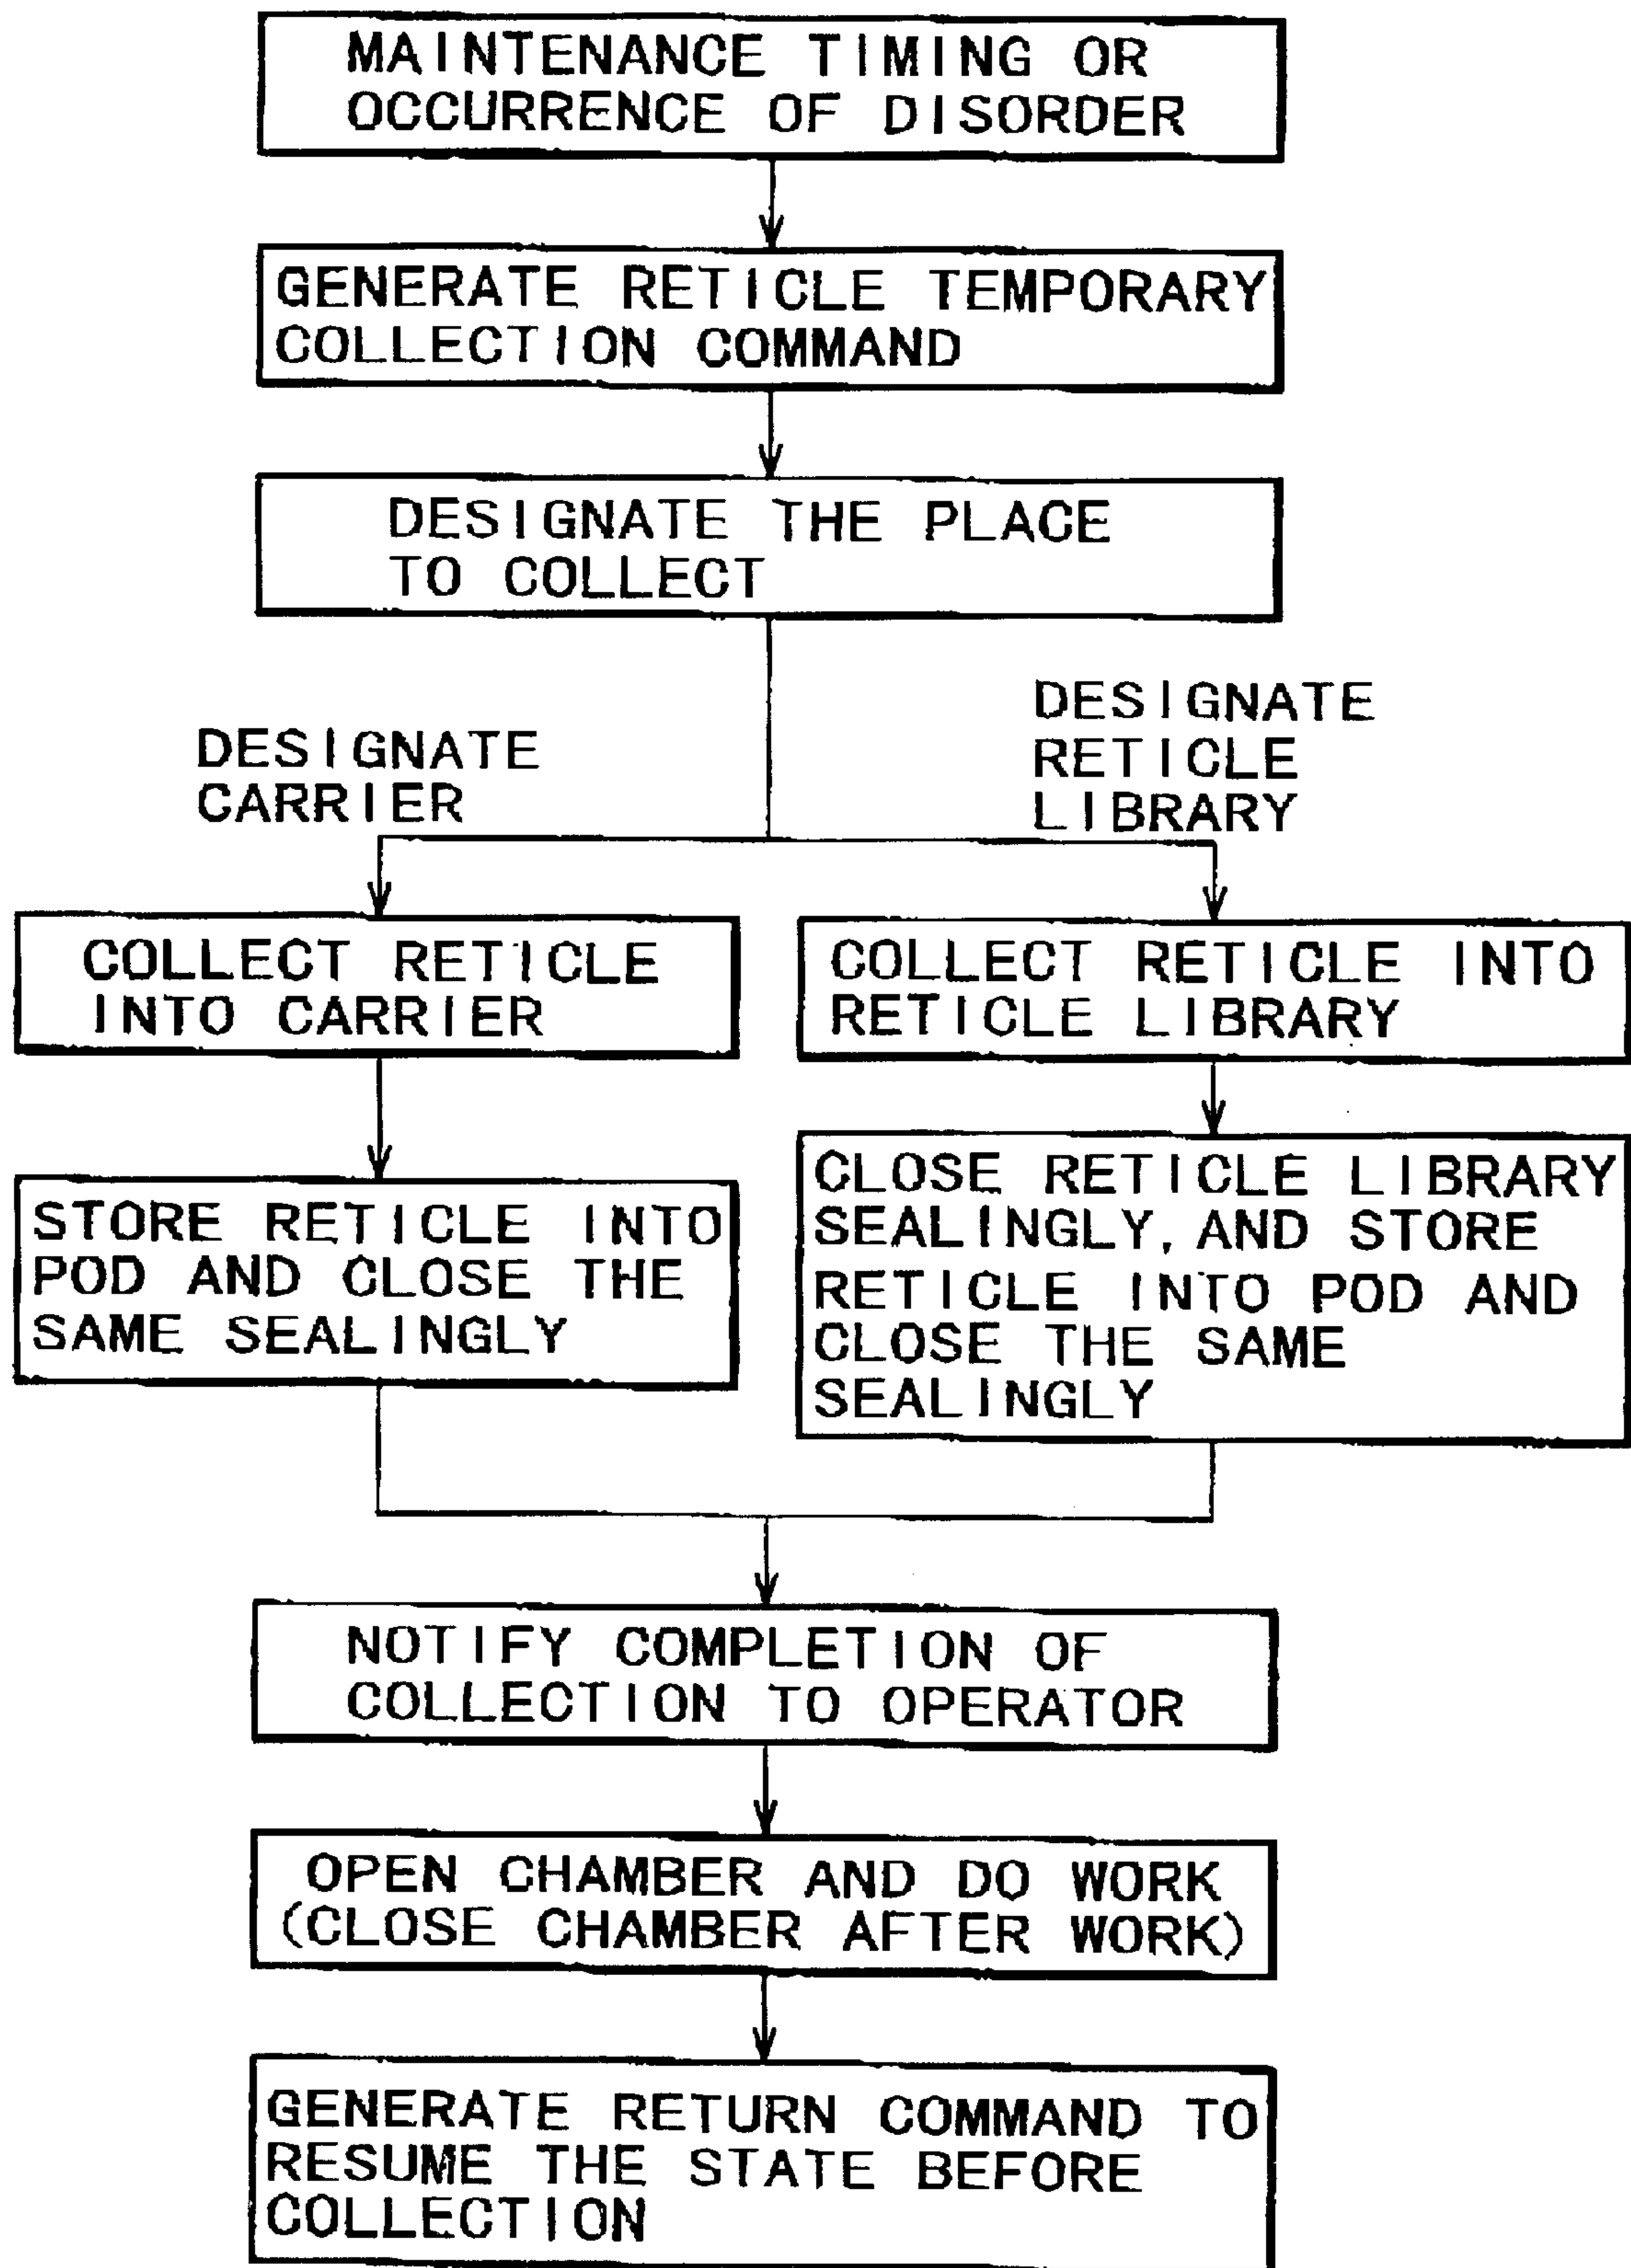 MAINTENANCE TIMING OR
OCCURRENCE OF DISORDER
GENERATE RETICLE TEMPORARY
COLLECTION COMMAND
DESIGNATE THE PLACE
TO COLLECT
DESIGNATE
CARRIER
DESIGNATE
RETICLE
LIBRARY
COLLECT RETICLE
INTO CARRIER
COLLECT RETICLE INTO
RETICLE LIBRARY
STORE RETICLE INTO
POD AND CLOSE THE
SAME SEALINGLY
CLOSE RETICLE LIBRARY
SEALINGLY, AND STORE
RETICLE INTO POD AND
CLOSE THE SAME
SEALINGLY
NOTIFY COMPLETION OF
COLLECTION TO OPERATOR
OPEN CHAMBER AND DO WORK
(CLOSE CHAMBER AFTER WORK)
GENERATE RETURN COMMAND TO
RESUME THE STATE BEFORE
COLLECTION